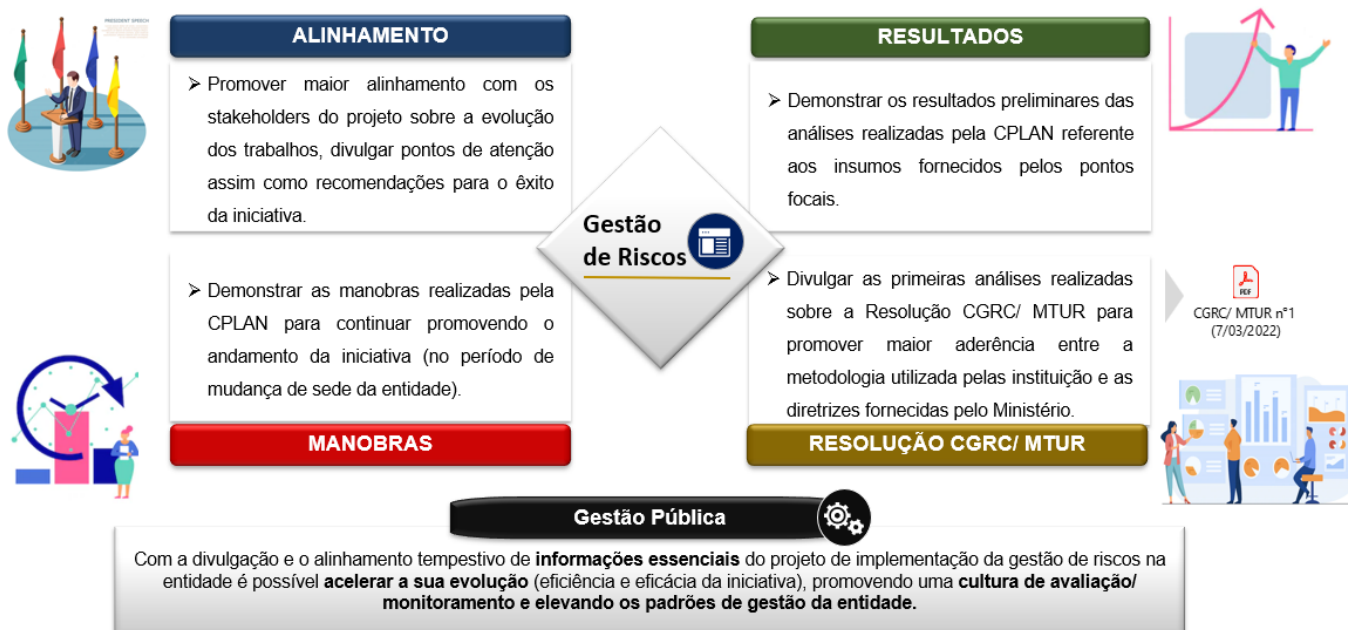 PRESIDENT SPEECH
ALINHAMENTO
➢ Promover maior alinhamento com os
stakeholders do projeto sobre a evolução
dos trabalhos, divulgar pontos de atenção
assim como recomendações para o êxito
da iniciativa.
RESULTADOS
➢ Demonstrar os resultados preliminares das
análises realizadas pela CPLAN referente
aos insumos fornecidos pelos pontos
focais.
Gestão
de Riscos
➢ Demonstrar as manobras realizadas pela
CPLAN para continuar promovendo o
andamento da iniciativa (no período de
mudança de sede da entidade).
MANOBRAS
➢ Divulgar as primeiras análises realizadas
sobre a Resolução CGRC/ MTUR para
promover maior aderência entre a
metodologia utilizada pelas instituição e as
diretrizes fornecidas pelo Ministério.
RESOLUÇÃO CGRC/ MTUR
PDF
CGRC/ MTUR n°1
(7/03/2022)
Gestão Pública
Com a divulgação e o alinhamento tempestivo de informações essenciais do projeto de implementação da gestão de riscos na
entidade é possível acelerar a sua evolução (eficiência e eficácia da iniciativa), promovendo uma cultura de avaliação/
monitoramento e elevando os padrões de gestão da entidade.